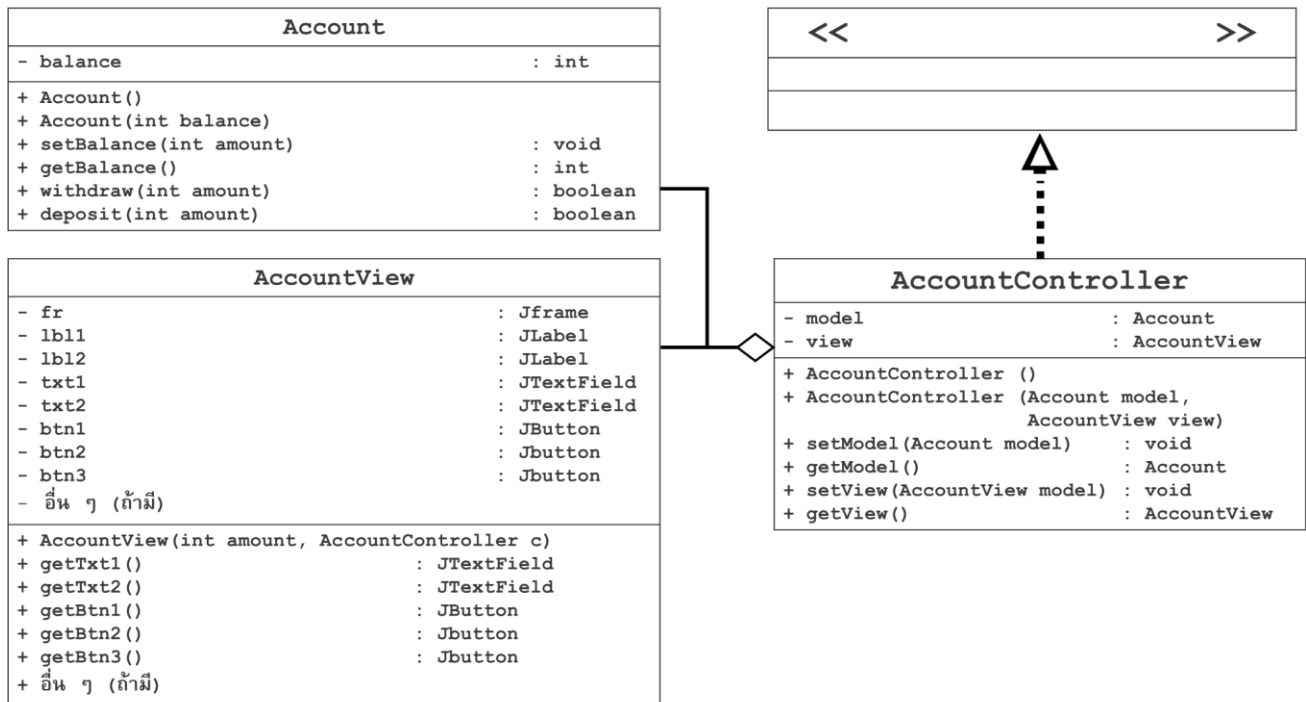 Account
- balance : int
+ Account()
+ Account(int balance)
+ setBalance(int amount) : void
+ getBalance() : int
+ withdraw(int amount) : boolean
+ deposit(int amount) : boolean
<< >>
AccountView
- fr : Jframe
- lbl1 : JLabel
- lbl2 : JLabel
- txt1 : JTextField
- txt2 : JTextField
- btn1 : JButton
- btn2 : Jbutton
- btn3 : Jbutton
- อื่น ๆ (ถ้ามี)
+ AccountView(int amount, AccountController c)
+ getTxt1() : JTextField
+ getTxt2() : JTextField
+ getBtn1() : JButton
+ getBtn2() : Jbutton
+ getBtn3() : Jbutton
+ อื่น ๆ (ถ้ามี)
AccountController
- model : Account
- view : AccountView
+ AccountController ()
+ AccountController (Account model,
AccountView view)
+ setModel(Account model) : void
+ getModel() : Account
+ setView(AccountView model) : void
+ getView() : AccountView